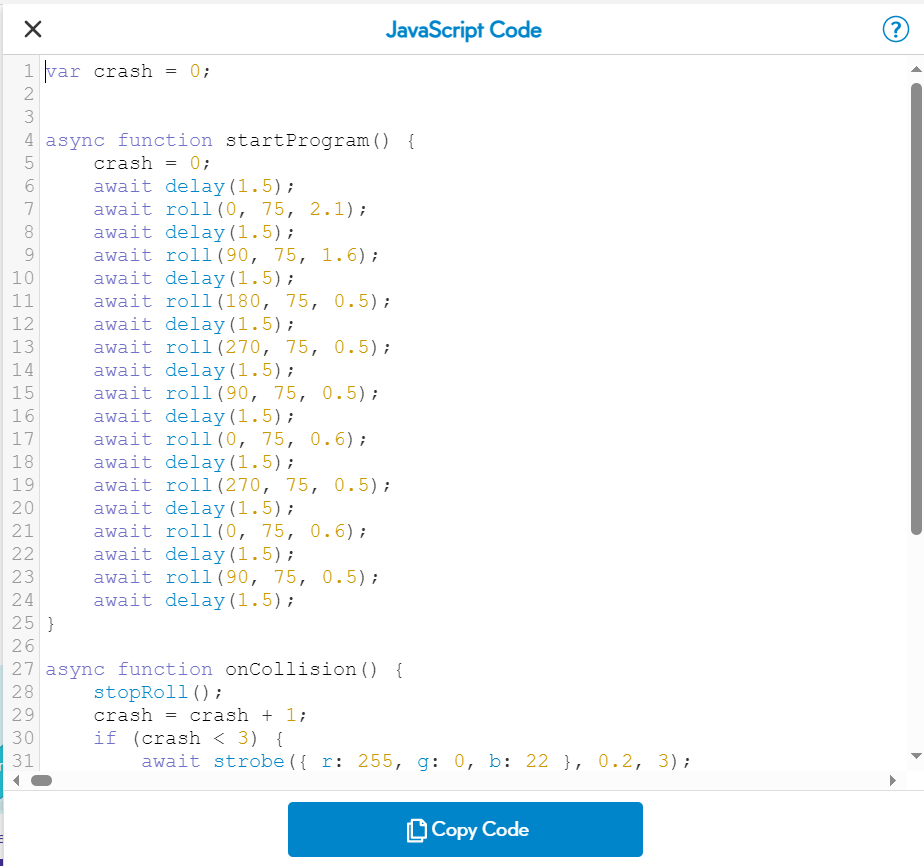 JavaScript Code
?
1 var crash = 0;
2
3
4 async function startProgram() {
5     crash = 0;
6     await delay(1.5);
7     await roll(0, 75, 2.1);
8     await delay(1.5);
9     await roll(90, 75, 1.6);
10     await delay(1.5);
11     await roll(180, 75, 0.5);
12     await delay(1.5);
13     await roll(270, 75, 0.5);
14     await delay(1.5);
15     await roll(90, 75, 0.5);
16     await delay(1.5);
17     await roll(0, 75, 0.6);
18     await delay(1.5);
19     await roll(270, 75, 0.5);
20     await delay(1.5);
21     await roll(0, 75, 0.6);
22     await delay(1.5);
23     await roll(90, 75, 0.5);
24     await delay(1.5);
25 }
26
27 async function onCollision() {
28     stopRoll();
29     crash = crash + 1;
30     if (crash < 3) {
31         await strobe({ r: 255, g: 0, b: 22 }, 0.2, 3);
Copy Code